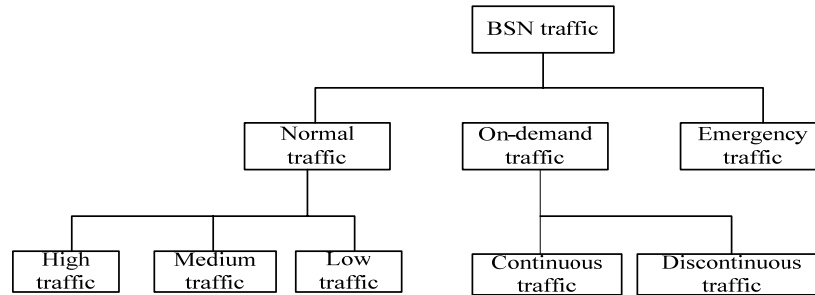 BSN traffic
Normal
traffic
On-demand
traffic
Emergency
traffic
High
traffic
Medium
traffic
Low
traffic
Continuous
traffic
Discontinuous
traffic